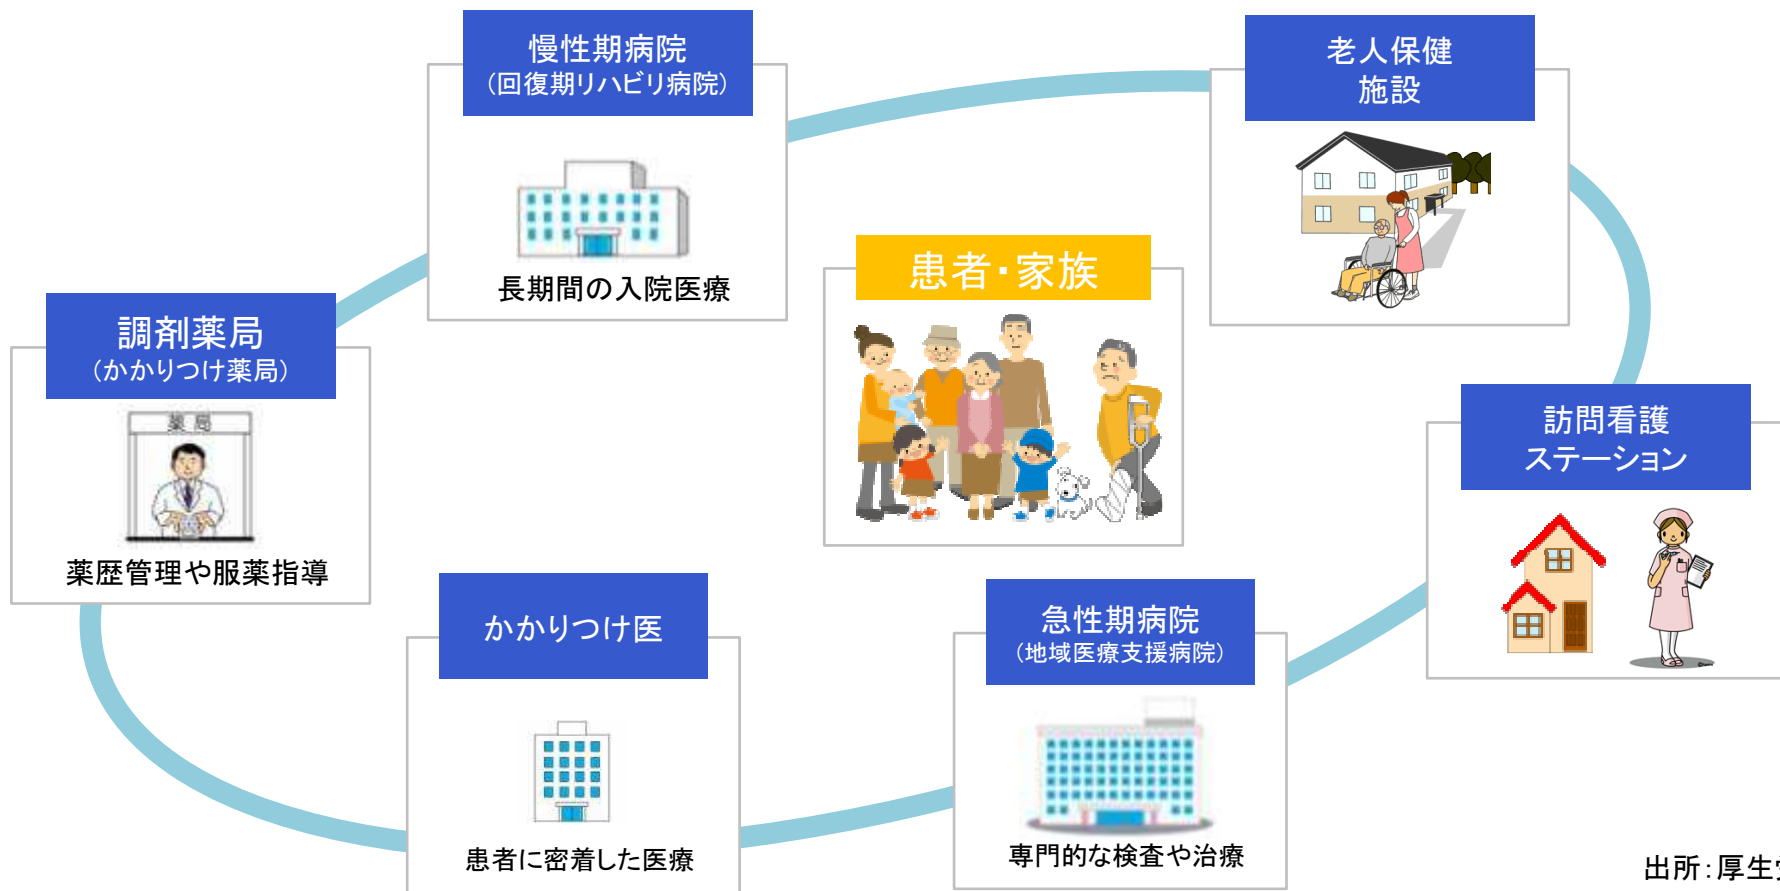 慢性期病院
（回復期リハビリ病院）
長期間の入院医療
老人保健
施設
患者・家族
調剤薬局
（かかりつけ薬局）
薬局
薬歴管理や服薬指導
訪問看護
ステーション
かかりつけ医
患者に密着した医療
急性期病院
（地域医療支援病院）
専門的な検査や治療
出所：厚生